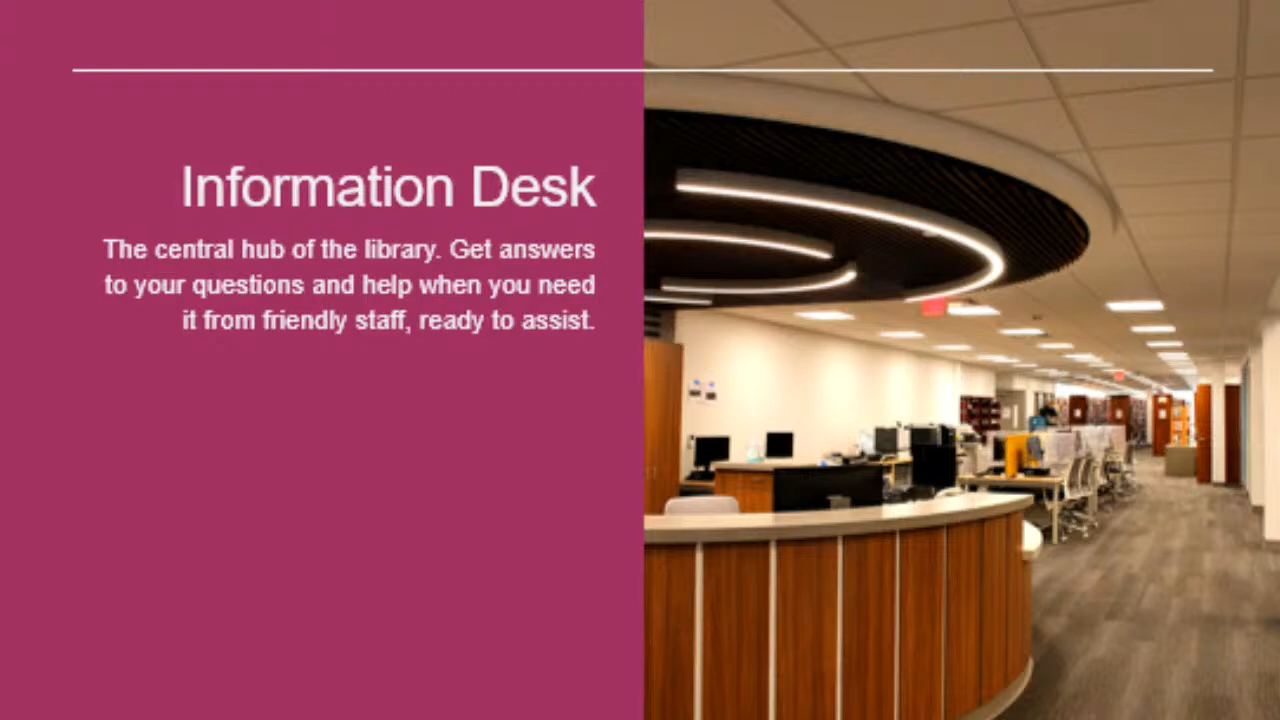 Information Desk
The central hub of the library. Get answers
to your questions and help when you need
it from friendly staff, ready to assist.